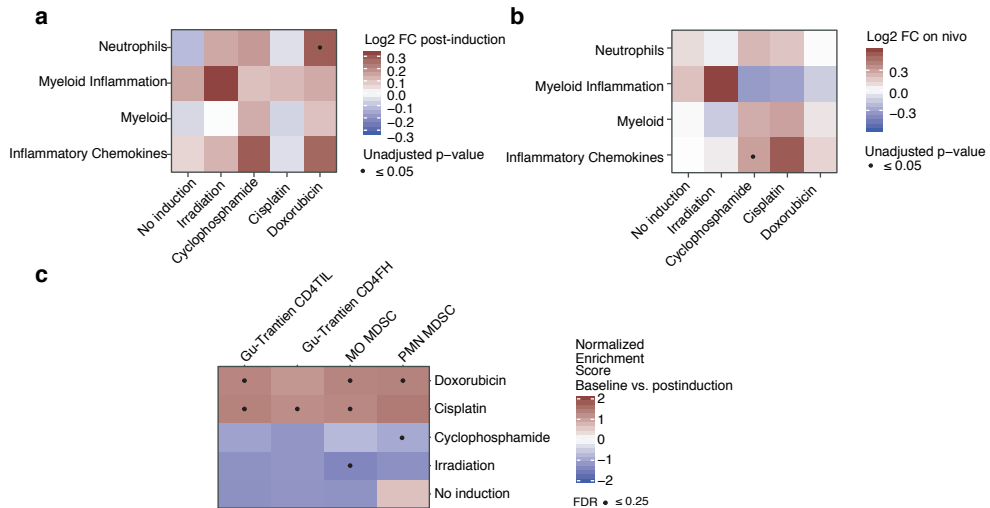 a
Neutrophils
Myeloid Inflammation
Myeloid
Inflammatory Chemokines
No induction
Irradiation
Cyclophosphamide
Cisplatin
Doxorubicin
Log2 FC post-induction
0.3
0.2
0.1
0.0
−0.1
−0.2
−0.3
Unadjusted p−value
≤ 0.05
b
Neutrophils
Myeloid Inflammation
Myeloid
Inflammatory Chemokines
No induction
Irradiation
Cyclophosphamide
Cisplatin
Doxorubicin
Log2 FC on nivo
0.3
0.0
−0.3
Unadjusted p−value
≤ 0.05
c
Gu-Trantien CD4TIL
Gu-Trantien CD4FH
MO MDSC
PMN MDSC
Doxorubicin
Cisplatin
Cyclophosphamide
Irradiation
No induction
Normalized
Enrichment
Score
Baseline vs. postinduction
2
1
0
−1
−2
FDR • ≤ 0.25